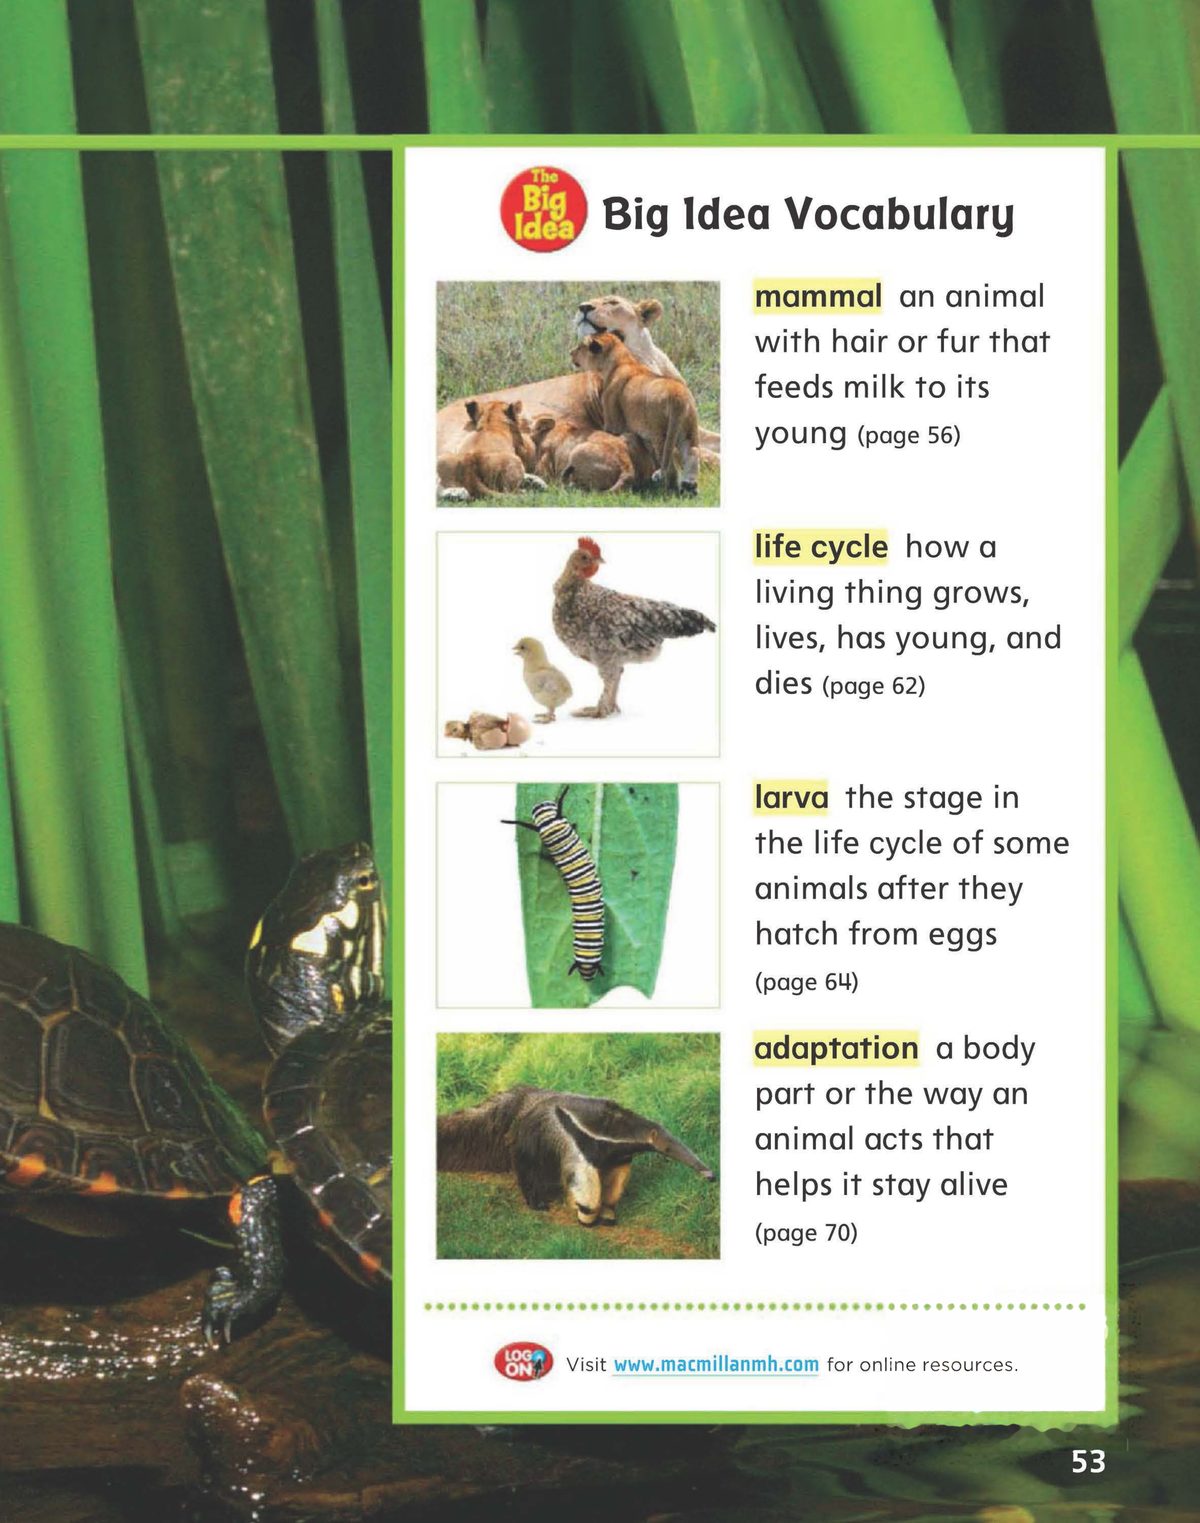 The
Big
Idea
Big Idea Vocabulary
mammal an animal
with hair or fur that
feeds milk to its
young (page 56)
life cycle how a
living thing grows,
lives, has young, and
dies (page 62)
larva the stage in
the life cycle of some
animals after they
hatch from eggs
(page 64)
adaptation a body
part or the way an
animal acts that
helps it stay alive
(page 70)
LOG
ON
Visit www.macmillanmh.com for online resources.
53